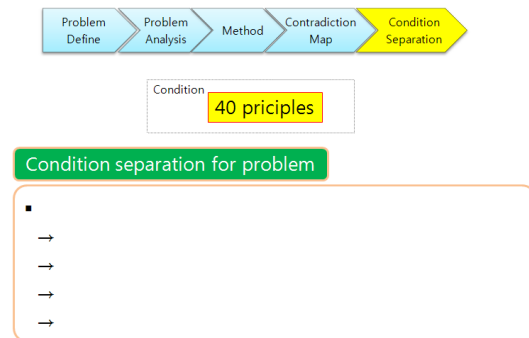 Problem Define
Problem Analysis
Method
Contradiction Map
Condition Separation
Condition
40 priciples
Condition separation for problem
▪
→
→
→
→